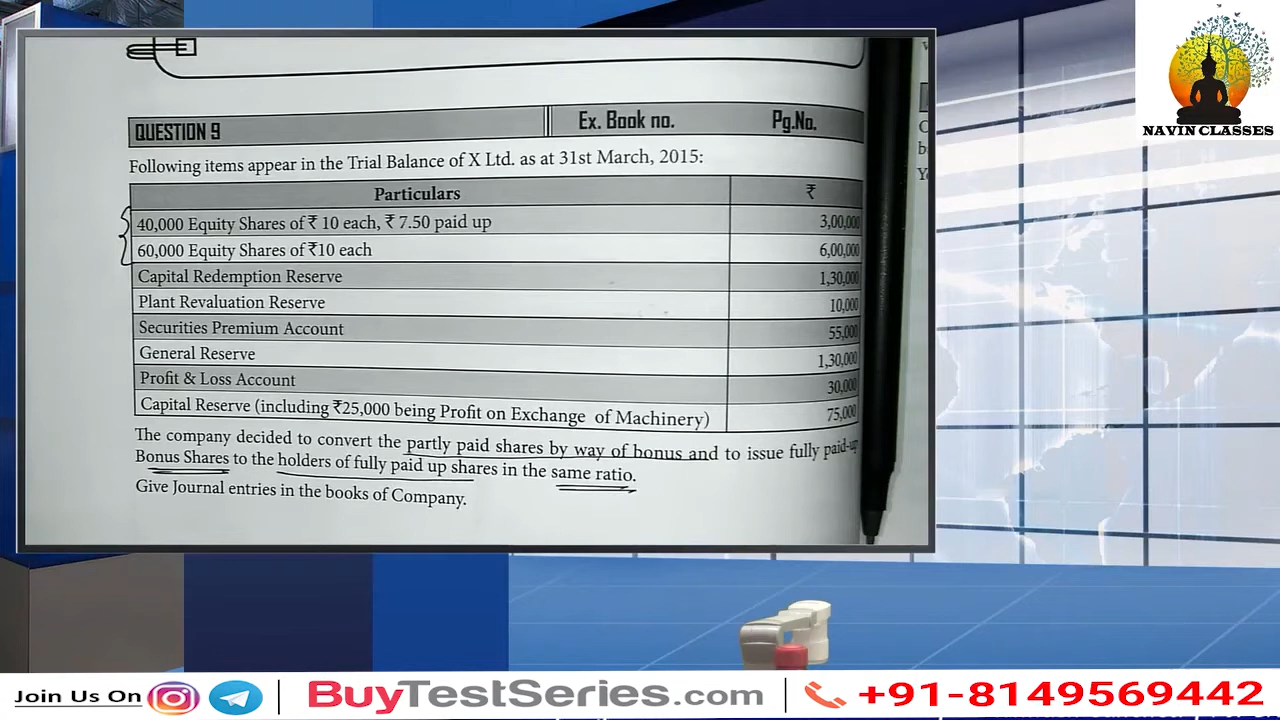 NAVIN CLASSES
QUESTION 9 Ex. Book no. Pg.No.
Following items appear in the Trial Balance of X Ltd. as at 31st March, 2015:
Particulars ₹
40,000 Equity Shares of ₹ 10 each, ₹ 7.50 paid up 3,00,000
60,000 Equity Shares of ₹10 each 6,00,000
Capital Redemption Reserve 1,30,000
Plant Revaluation Reserve 10,000
Securities Premium Account 55,000
General Reserve 1,30,000
Profit & Loss Account 30,000
Capital Reserve (including ₹25,000 being Profit on Exchange of Machinery) 75,000
The company decided to convert the partly paid shares by way of bonus and to issue fully paid-up
Bonus Shares to the holders of fully paid up shares in the same ratio.
Give Journal entries in the books of Company.
Join Us On BuyTestSeries.com +91-8149569442